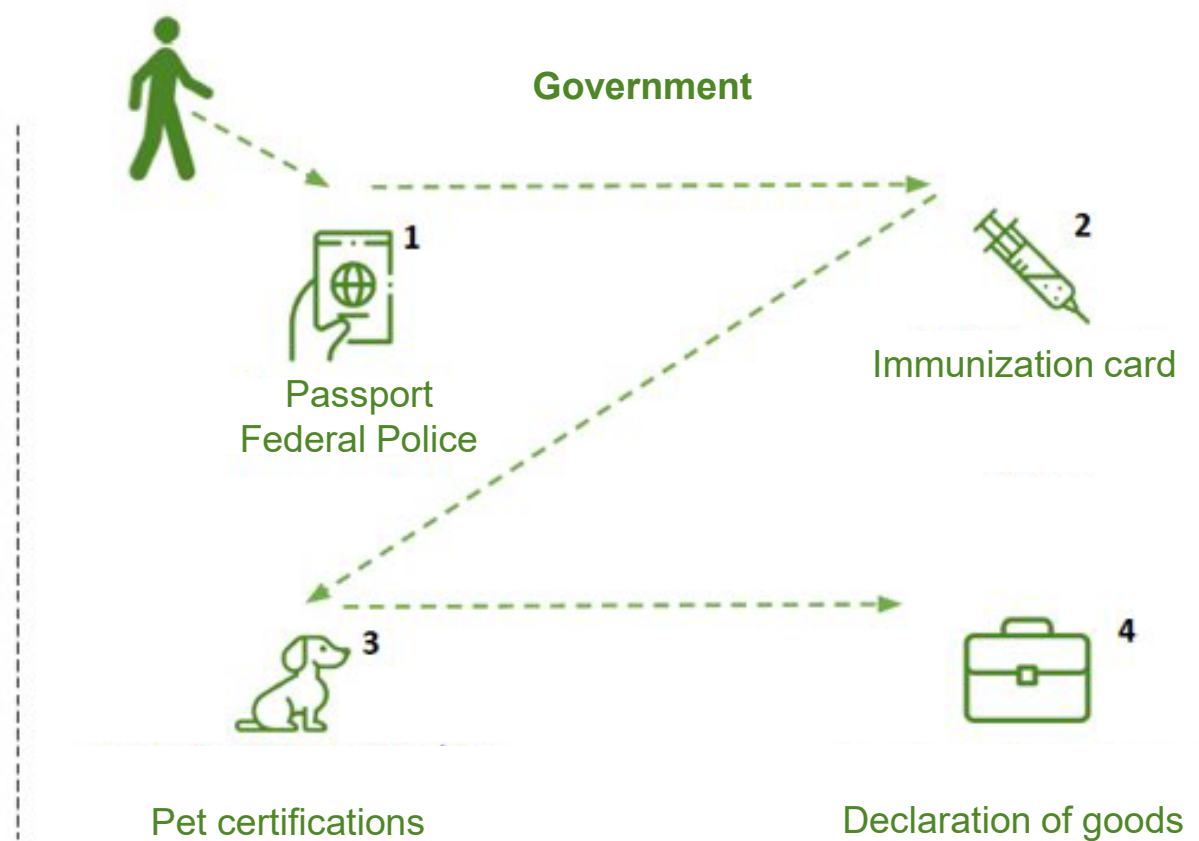 Government
1
2
Passport
Federal Police
Immunization card
3
4
Pet certifications
Declaration of goods